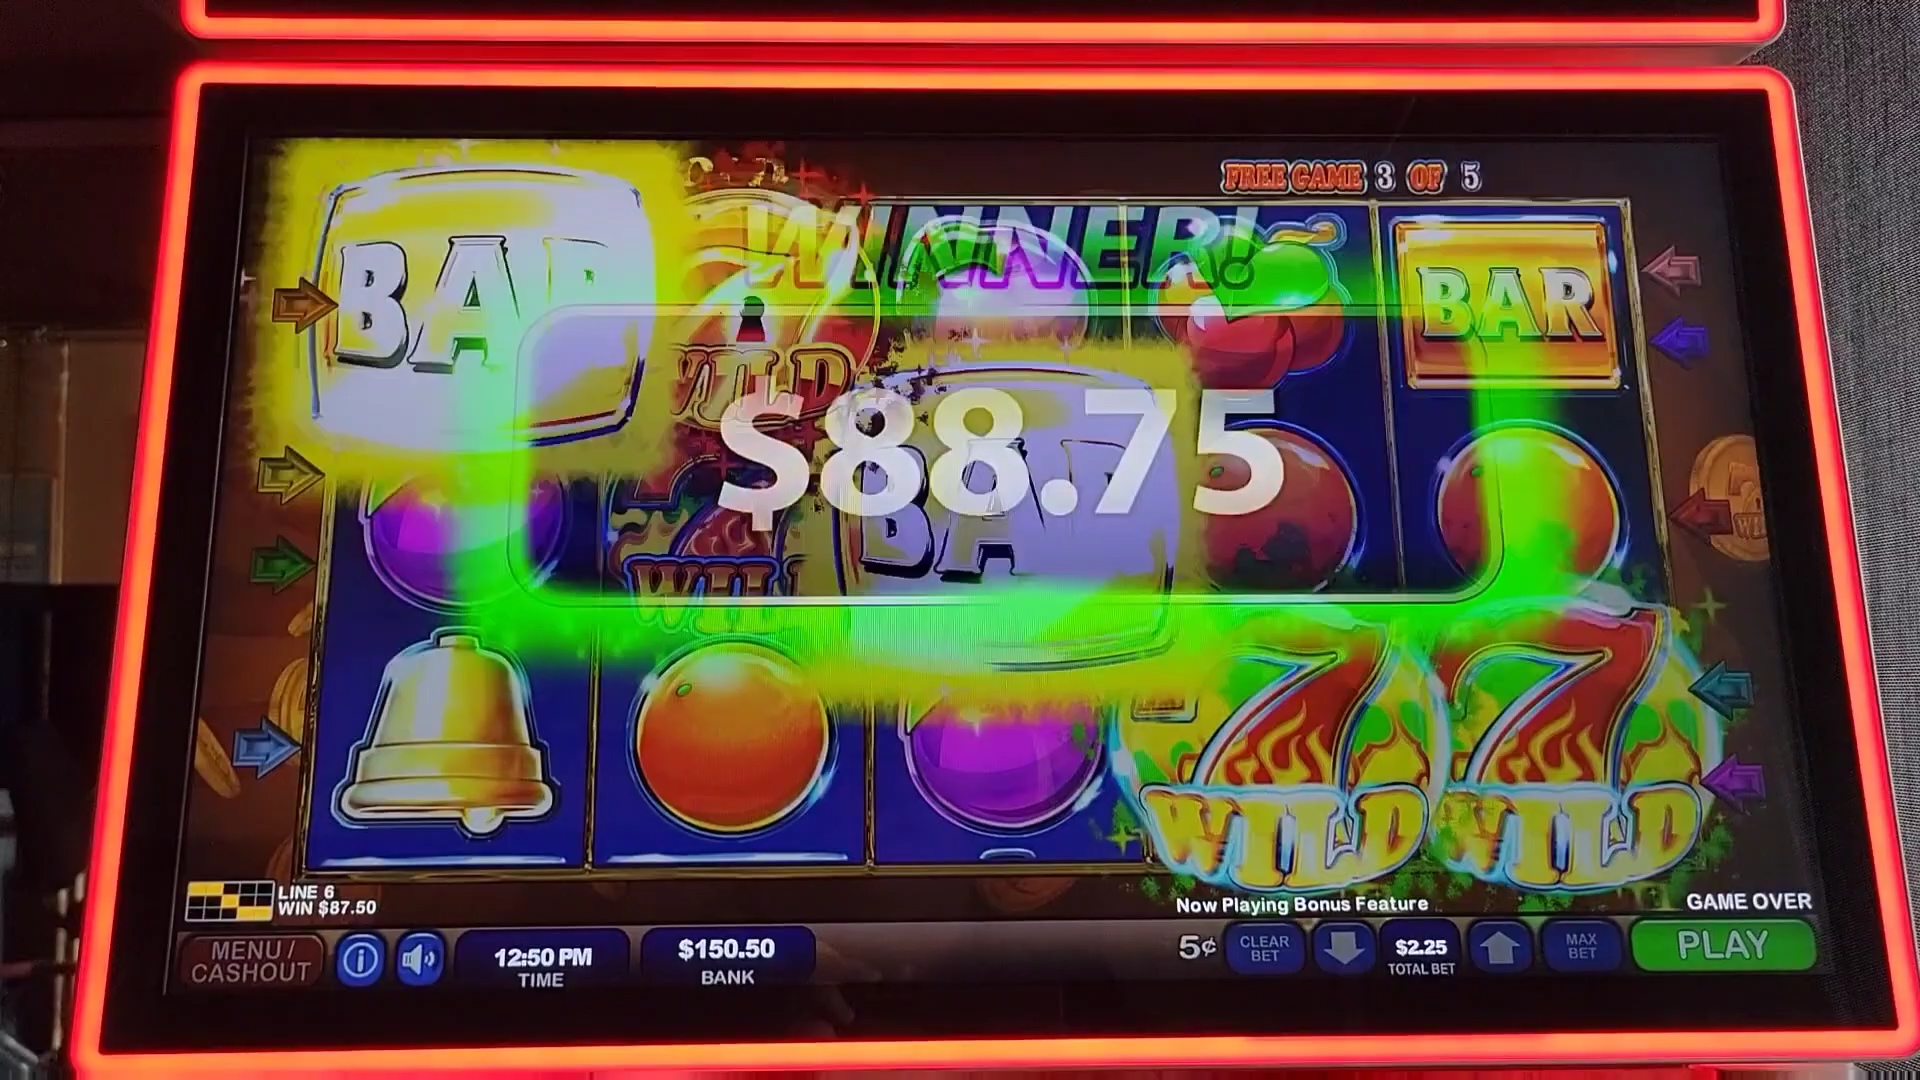 FREE GAME 3 OF 5
WINNER!
BAR
BAR
WILD
$88.75
BAR
WILD
WILD
WILD
LINE 6
WIN $87.50
Now Playing Bonus Feature
GAME OVER
MENU /
CASHOUT
12:50 PM
TIME
$150.50
BANK
5¢
CLEAR
BET
$2.25
TOTAL BET
MAX
BET
PLAY